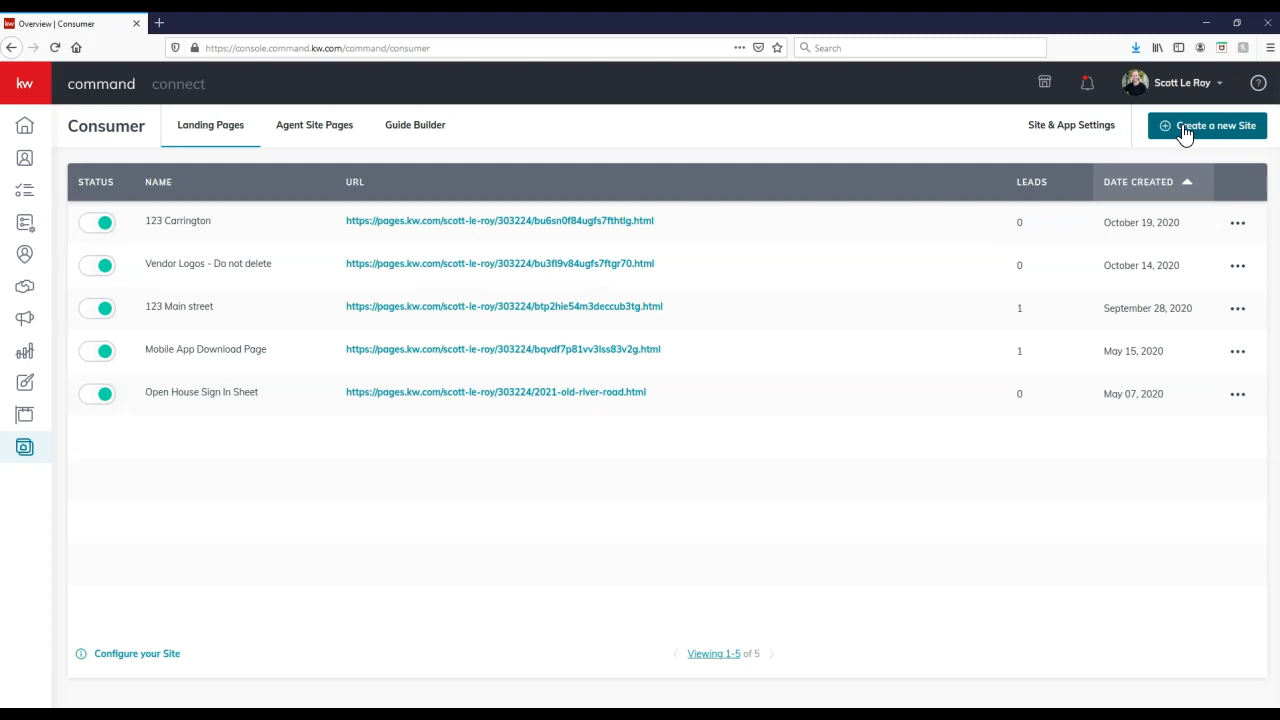 kw Overview | Consumer
https://console.command.kw.com/command/consumer
Search
kw command connect Scott Le Roy
Consumer Landing Pages Agent Site Pages Guide Builder Site & App Settings Create a new Site
STATUS NAME URL LEADS DATE CREATED
123 Carrington https://pages.kw.com/scott-le-roy/303224/bu6sn0f84ugfs7fthtlg.html 0 October 19, 2020
Vendor Logos - Do not delete https://pages.kw.com/scott-le-roy/303224/bu3fl9v84ugfs7ftgr70.html 0 October 14, 2020
123 Main street https://pages.kw.com/scott-le-roy/303224/btp2hie54m3deccub3tg.html 1 September 28, 2020
Mobile App Download Page https://pages.kw.com/scott-le-roy/303224/bqvdf7p81vv3lss83v2g.html 1 May 15, 2020
Open House Sign In Sheet https://pages.kw.com/scott-le-roy/303224/2021-old-river-road.html 0 May 07, 2020
Configure your Site Viewing 1-5 of 5